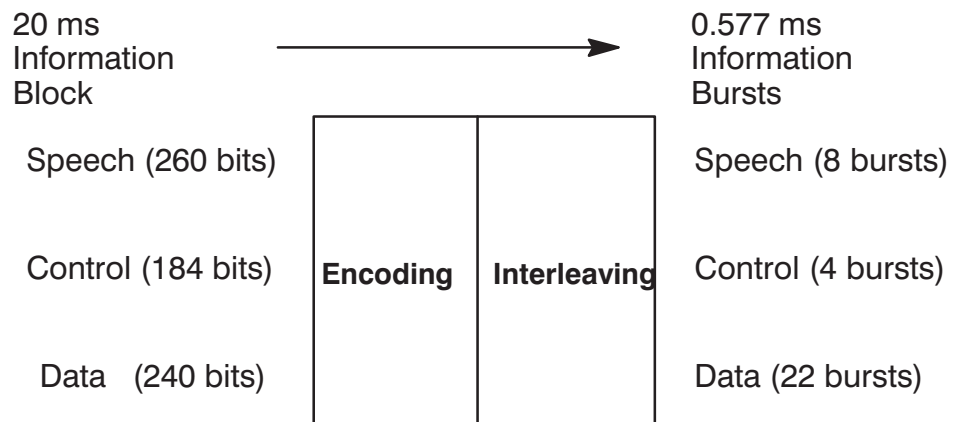 20 ms
Information
Block
0.577 ms
Information
Bursts
Speech (260 bits)
Speech (8 bursts)
Control (184 bits)
Encoding
Interleaving
Control (4 bursts)
Data (240 bits)
Data (22 bursts)